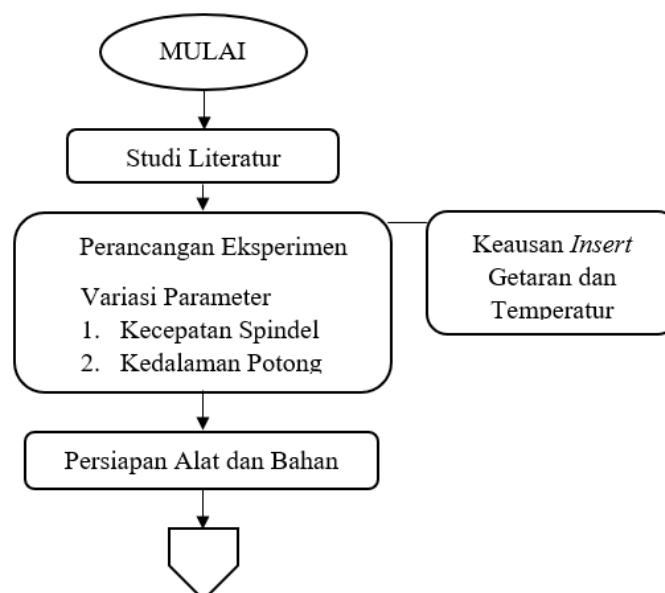 MULAI
Studi Literatur
Perancangan Eksperimen
Variasi Parameter
1. Kecepatan Spindel
2. Kedalaman Potong
Keausan Insert
Getaran dan
Temperatur
Persiapan Alat dan Bahan